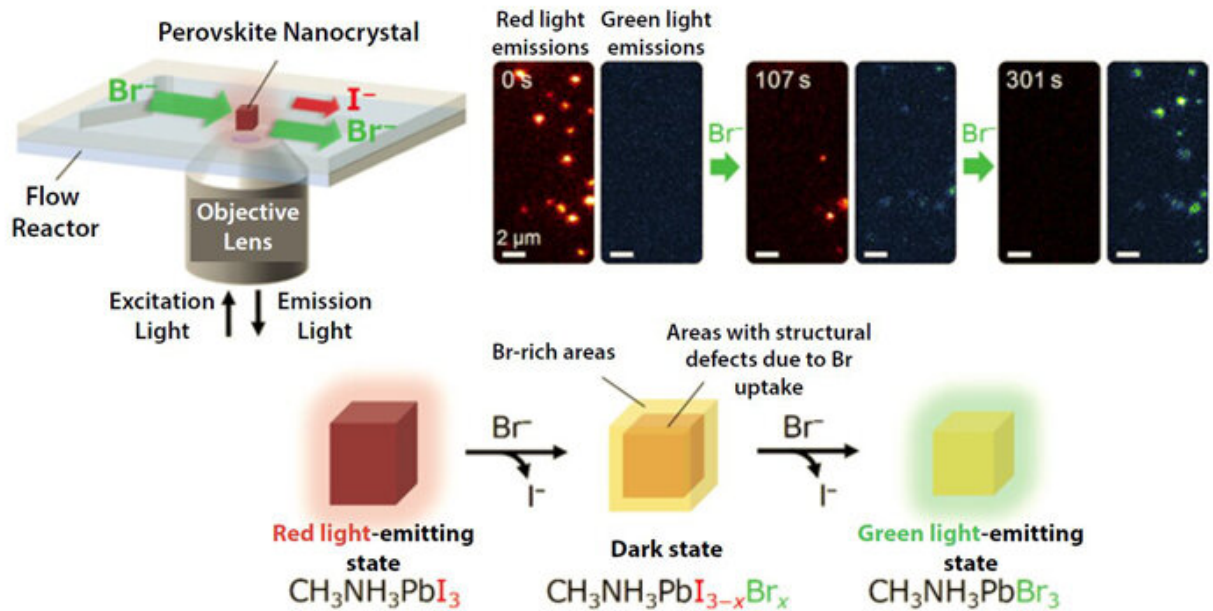 Perovskite Nanocrystal
Br⁻
I⁻
Br⁻
Flow
Reactor
Objective
Lens
Excitation
Light
Emission
Light
Red light
emissions
Green light
emissions
0 s
2 μm
Br⁻
107 s
Br⁻
301 s
Br-rich areas
Areas with structural
defects due to Br
uptake
Br⁻
I⁻
Br⁻
I⁻
Red light-emitting
state
CH₃NH₃PbI₃
Dark state
CH₃NH₃PbI₃₋ₓBrₓ
Green light-emitting
state
CH₃NH₃PbBr₃